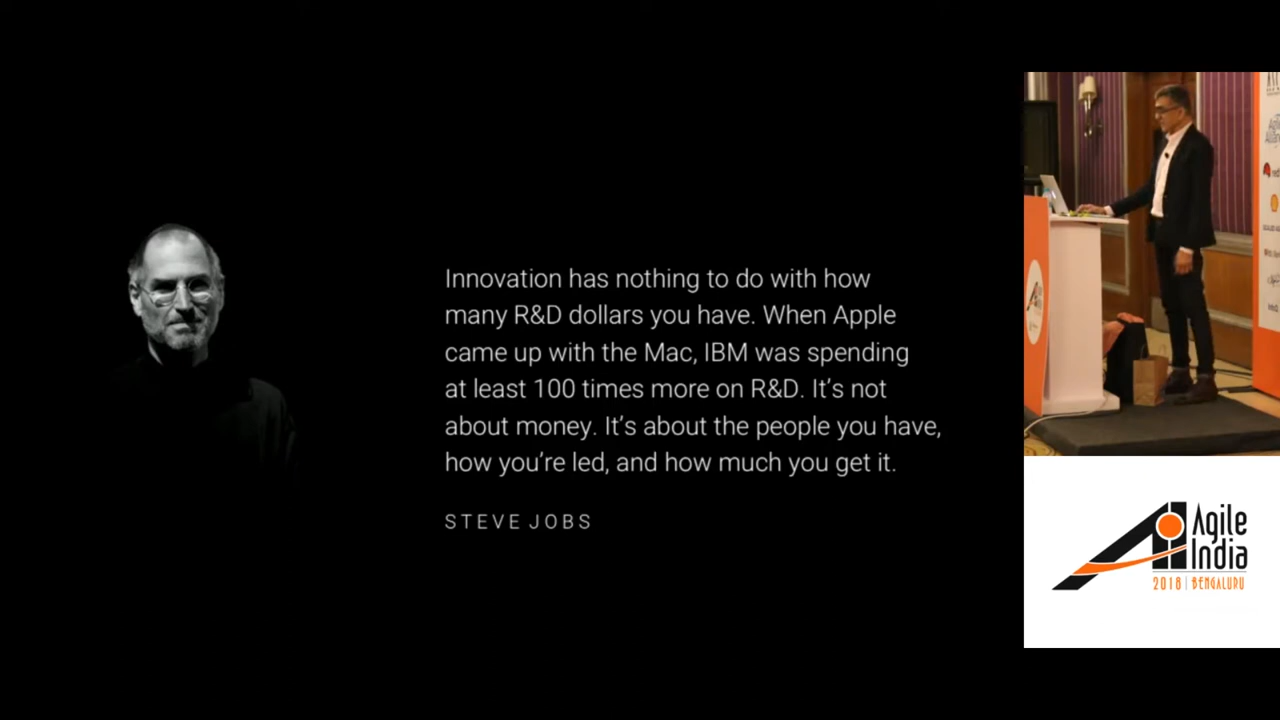 Innovation has nothing to do with how
many R&D dollars you have. When Apple
came up with the Mac, IBM was spending
at least 100 times more on R&D. It’s not
about money. It’s about the people you have,
how you’re led, and how much you get it.
STEVE JOBS
Agile
India
2018 | BENGALURU